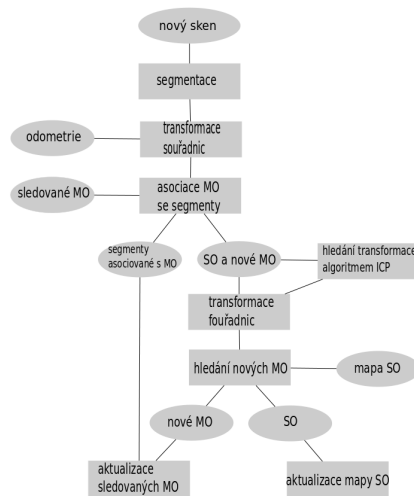 nový sken
segmentace
odometrie
transformace
souřadnic
sledované MO
asociace MO
se segmenty
segmenty
asociované s MO
SO a nové MO
hledání transformace
algoritmem ICP
transformace
fouřadnic
hledání nových MO
mapa SO
nové MO
SO
aktualizace
sledovaných MO
aktualizace mapy SO